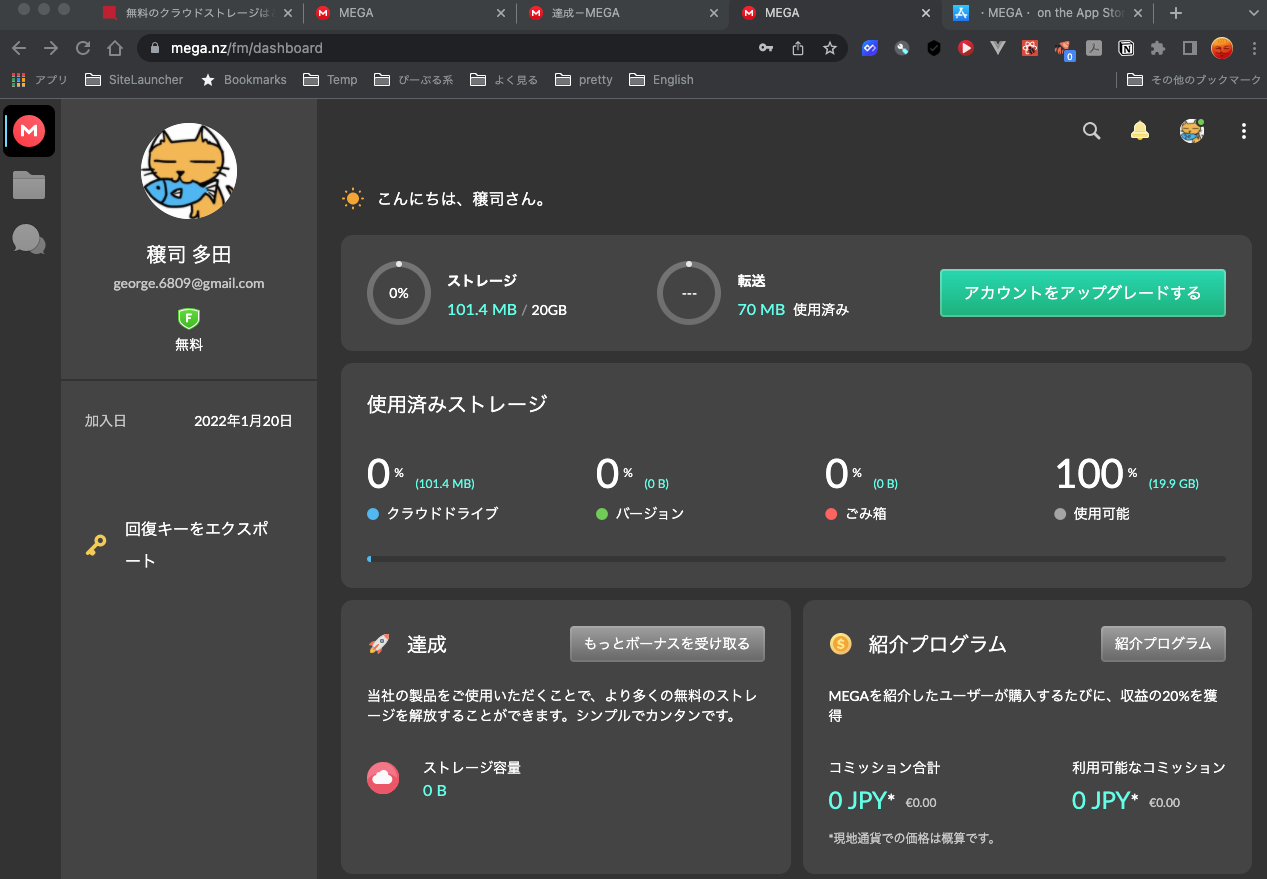 無料のクラウドストレージは
MEGA
達成－MEGA
MEGA
・MEGA・ on the App Sto
mega.nz/fm/dashboard
0
アプリ
SiteLauncher
Bookmarks
Temp
ぴーぷる系
よく見る
pretty
English
その他のブックマーク
穣司 多田
george.6809@gmail.com
F
無料
加入日
2022年1月20日
回復キーをエクスポ
ート
こんにちは、穣司さん。
0%
ストレージ
101.4 MB / 20GB
---
転送
70 MB 使用済み
アカウントをアップグレードする
使用済みストレージ
0 % (101.4 MB)
クラウドドライブ
0 % (0 B)
バージョン
0 % (0 B)
ごみ箱
100 % (19.9 GB)
使用可能
達成
もっとボーナスを受け取る
当社の製品をご使用いただくことで、より多くの無料のストレ
ージを解放することができます。シンプルでカンタンです。
ストレージ容量
0 B
紹介プログラム
紹介プログラム
MEGAを紹介したユーザーが購入するたびに、収益の20%を獲
得
コミッション合計
0 JPY* €0.00
利用可能なコミッション
0 JPY* €0.00
*現地通貨での価格は概算です。